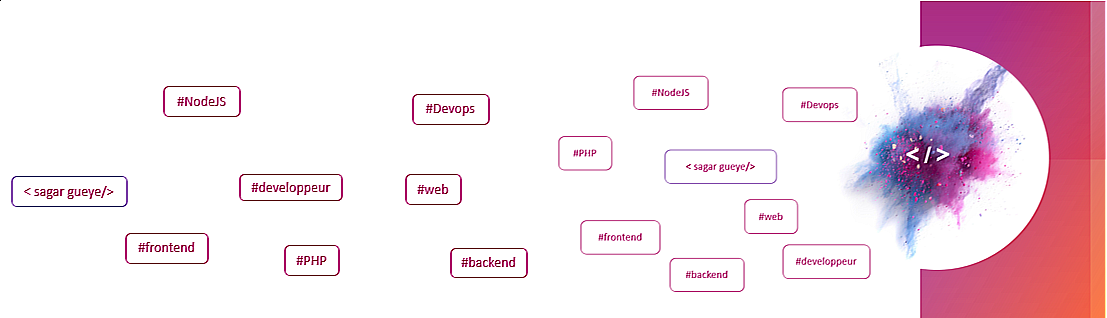 #NodeJS
#Devops
< sagar gueye/>
#developpeur
#web
#frontend
#PHP
#backend
#NodeJS
#Devops
#PHP
< sagar gueye/>
#web
#frontend
#developpeur
#backend
</>